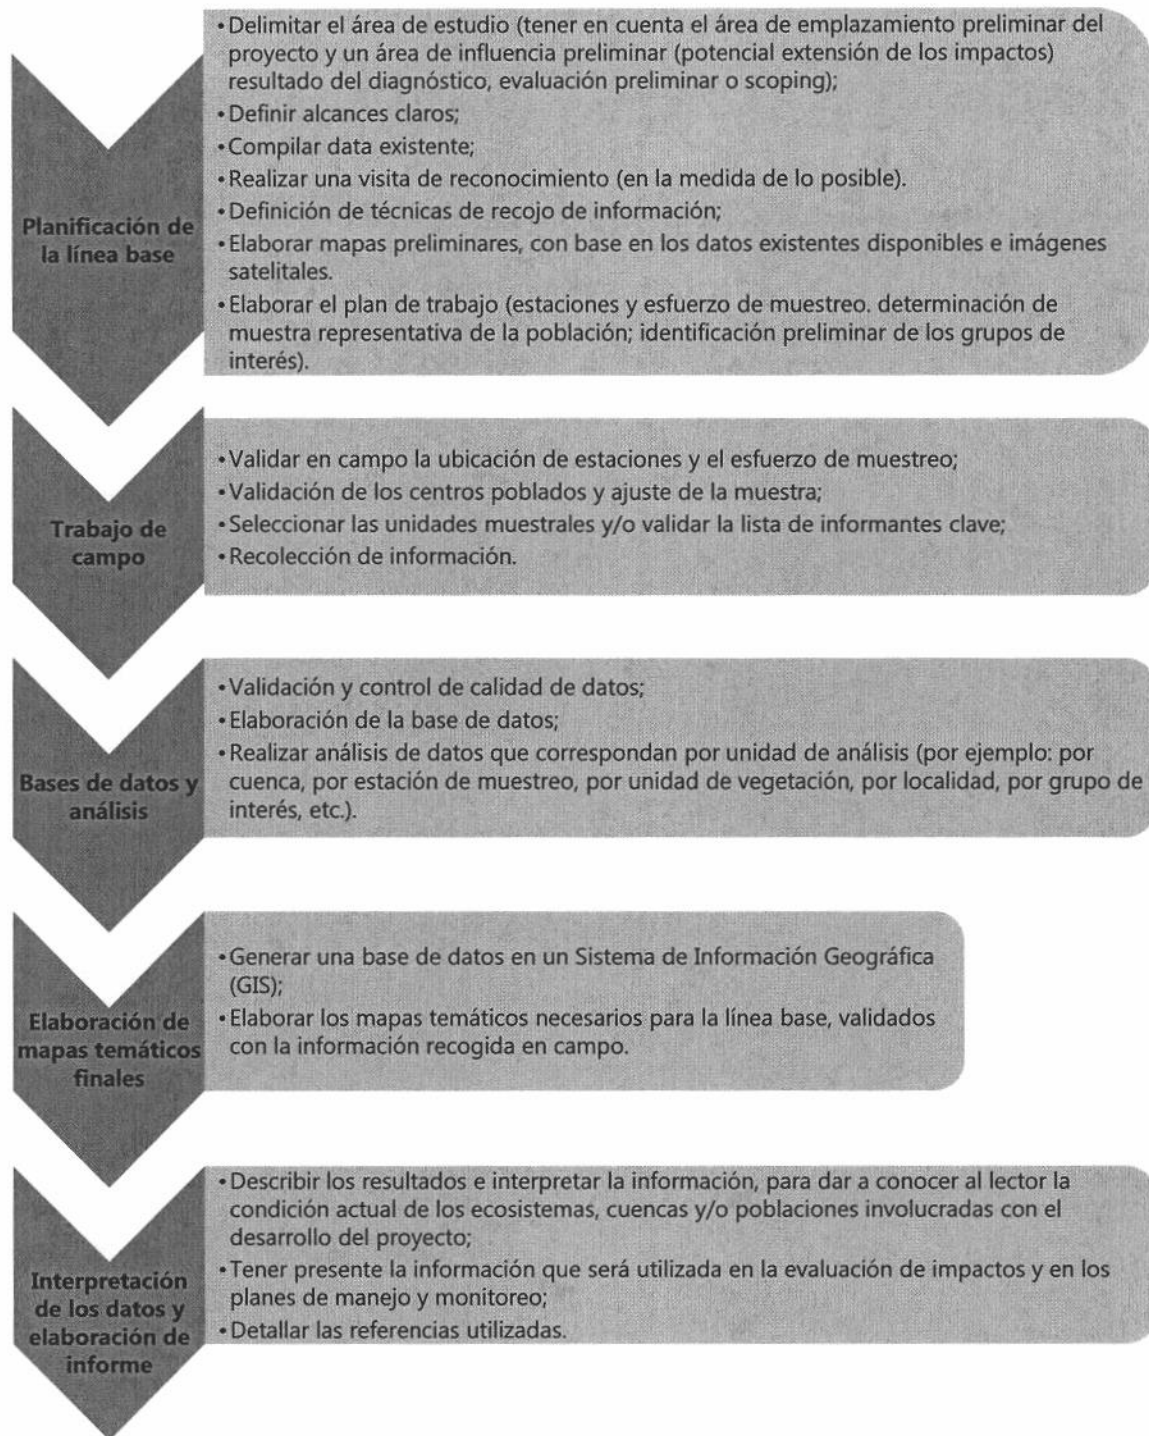 •Delimitar el área de estudio (tener en cuenta el área de emplazamiento preliminar del
proyecto y un área de influencia preliminar (potencial extensión de los impactos)
resultado del diagnóstico, evaluación preliminar o scoping);
•Definir alcances claros;
•Compilar data existente;
•Realizar una visita de reconocimiento (en la medida de lo posible).
•Definición de técnicas de recojo de información;
•Elaborar mapas preliminares, con base en los datos existentes disponibles e imágenes
satelitales.
•Elaborar el plan de trabajo (estaciones y esfuerzo de muestreo. determinación de
muestra representativa de la población; identificación preliminar de los grupos de
interés).
Planificación de
la línea base
•Validar en campo la ubicación de estaciones y el esfuerzo de muestreo;
•Validación de los centros poblados y ajuste de la muestra;
•Seleccionar las unidades muestrales y/o validar la lista de informantes clave;
•Recolección de información.
Trabajo de
campo
•Validación y control de calidad de datos;
•Elaboración de la base de datos;
•Realizar análisis de datos que correspondan por unidad de análisis (por ejemplo: por
cuenca, por estación de muestreo, por unidad de vegetación, por localidad, por grupo de
interés, etc.).
Bases de datos y
análisis
•Generar una base de datos en un Sistema de Información Geográfica
(GIS);
•Elaborar los mapas temáticos necesarios para la línea base, validados
con la información recogida en campo.
Elaboración de
mapas temáticos
finales
•Describir los resultados e interpretar la información, para dar a conocer al lector la
condición actual de los ecosistemas, cuencas y/o poblaciones involucradas con el
desarrollo del proyecto;
•Tener presente la información que será utilizada en la evaluación de impactos y en los
planes de manejo y monitoreo;
•Detallar las referencias utilizadas.
Interpretación
de los datos y
elaboración de
informe